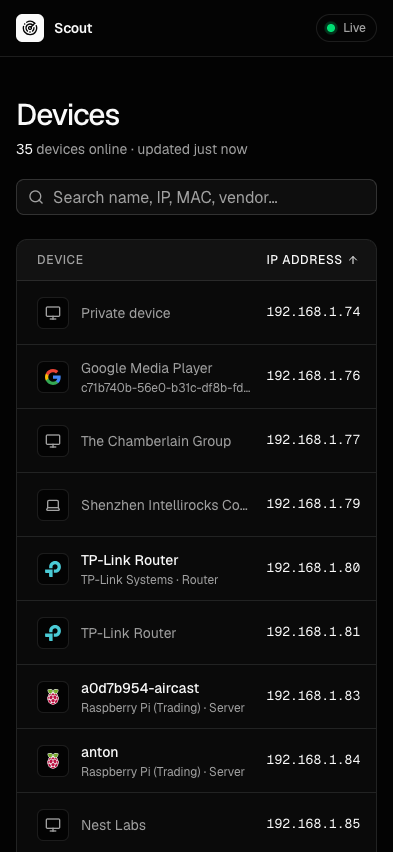 Scout
Live
Devices
35 devices online · updated just now
Search name, IP, MAC, vendor...
DEVICE IP ADDRESS ↑
Private device 192.168.1.74
Google Media Player 192.168.1.76
c71b740b-56e0-b31c-df8b-fd...
The Chamberlain Group 192.168.1.77
Shenzhen Intellirocks Co... 192.168.1.79
TP-Link Router 192.168.1.80
TP-Link Systems · Router
TP-Link Router 192.168.1.81
a0d7b954-aircast 192.168.1.83
Raspberry Pi (Trading) · Server
anton 192.168.1.84
Raspberry Pi (Trading) · Server
Nest Labs 192.168.1.85